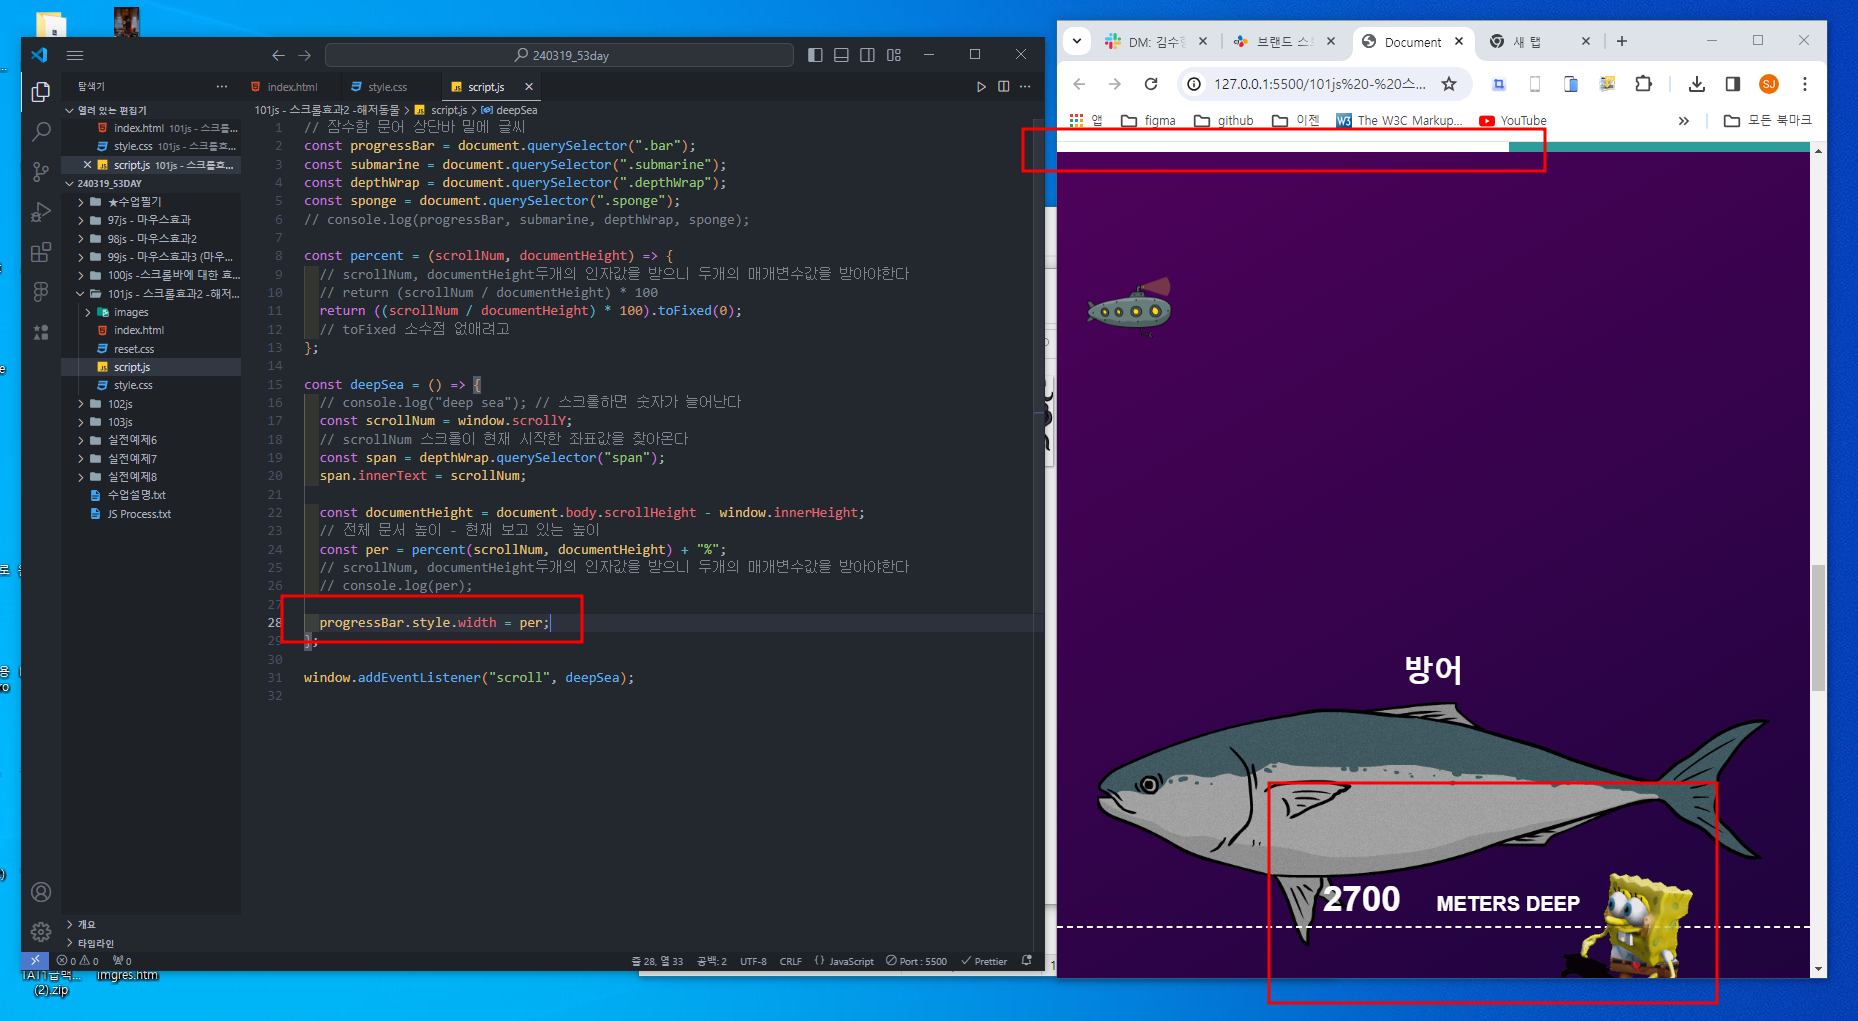 240319_53day
탐색기
열려 있는 편집기
index.html 101js - 스크롤...
style.css 101js - 스크롤효...
script.js 101js - 스크롤효...
240319_53DAY
★수업필기
97js - 마우스효과
98js - 마우스효과2
99js - 마우스효과3 (마우...
100js -스크롤바에 대한 효...
101js - 스크롤효과2 -해저...
images
index.html
reset.css
script.js
style.css
102js
103js
실전예제6
실전예제7
실전예제8
수업설명.txt
JS Process.txt
개요
타임라인
index.html
style.css
script.js
101js - 스크롤효과2 -해저동물 > script.js > deepSea
1 // 잠수함 문어 상단바 밑에 글씨
2 const progressBar = document.querySelector(".bar");
3 const submarine = document.querySelector(".submarine");
4 const depthWrap = document.querySelector(".depthWrap");
5 const sponge = document.querySelector(".sponge");
6 // console.log(progressBar, submarine, depthWrap, sponge);
7
8 const percent = (scrollNum, documentHeight) => {
9 // scrollNum, documentHeight두개의 인자값을 받으니 두개의 매개변수값을 받아야한다
10 // return (scrollNum / documentHeight) * 100
11 return ((scrollNum / documentHeight) * 100).toFixed(0);
12 // toFixed 소수점 없애려고
13 };
14
15 const deepSea = () => {
16 // console.log("deep sea"); // 스크롤하면 숫자가 늘어난다
17 const scrollNum = window.scrollY;
18 // scrollNum 스크롤이 현재 시작한 좌표값을 찾아온다
19 const span = depthWrap.querySelector("span");
20 span.innerText = scrollNum;
21
22 const documentHeight = document.body.scrollHeight - window.innerHeight;
23 // 전체 문서 높이 - 현재 보고 있는 높이
24 const per = percent(scrollNum, documentHeight) + "%";
25 // scrollNum, documentHeight두개의 인자값을 받으니 두개의 매개변수값을 받아야한다
26 // console.log(per);
27
28 progressBar.style.width = per;
29 };
30
31 window.addEventListener("scroll", deepSea);
32
0 0 0
줄 28, 열 33 공백: 2 UTF-8 CRLF {} JavaScript Port : 5500 Prettier
imgres.htm
(2).zip
DM: 김수
브랜드 스
Document
새 탭
127.0.0.1:5500/101js%20-%20스...
SJ
앱 figma github 이젠 The W3C Markup... YouTube
모든 북마크
방어
2700 METERS DEEP